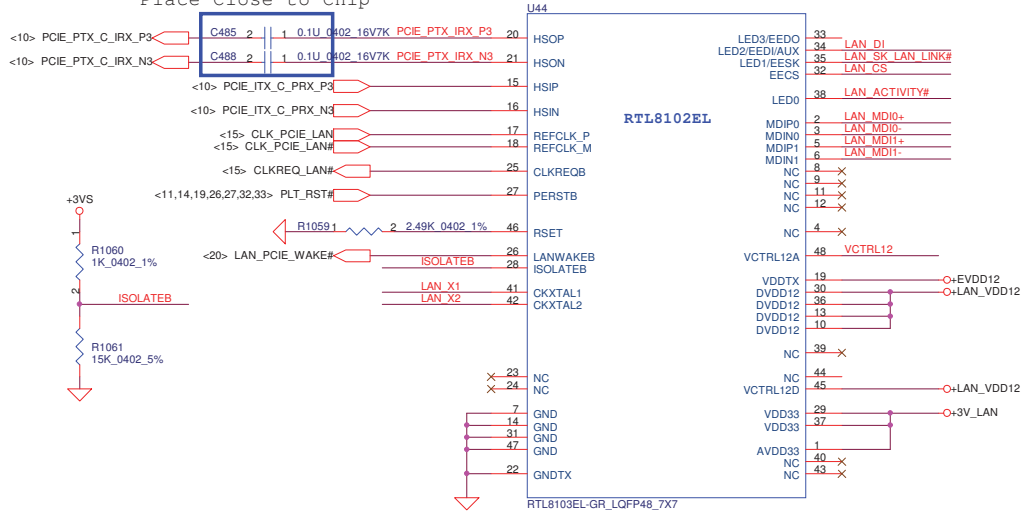 Place Close to Chip
U44
<10> PCIE_PTX_C_IRX_P3 C485 2 1 0.1U_0402_16V7K PCIE_PTX_IRX_P3 20 HSOP
<10> PCIE_PTX_C_IRX_N3 C488 2 1 0.1U_0402_16V7K PCIE_PTX_IRX_N3 21 HSON
<10> PCIE_ITX_C_PRX_P3 15 HSIP
<10> PCIE_ITX_C_PRX_N3 16 HSIN
<15> CLK_PCIE_LAN 17 REFCLK_P
<15> CLK_PCIE_LAN# 18 REFCLK_M
<15> CLKREQ_LAN# 25 CLKREQB
<11,14,19,26,27,32,33> PLT_RST# 27 PERSTB
R1059 1 2 2.49K_0402_1% 46 RSET
<20> LAN_PCIE_WAKE# 26 LANWAKEB
ISOLATEB 28 ISOLATEB
LAN_X1 41 CKXTAL1
LAN_X2 42 CKXTAL2
23 NC
24 NC
7 GND
14 GND
31 GND
47 GND
22 GNDTX
RTL8102EL
LED3/EEDO 33
LED2/EEDI/AUX 34 LAN_DI
LED1/EESK 35 LAN_SK_LAN_LINK#
EECS 32 LAN_CS
LED0 38 LAN_ACTIVITY#
MDIP0 2 LAN_MDI0+
MDIN0 3 LAN_MDI0-
MDIP1 5 LAN_MDI1+
MDIN1 6 LAN_MDI1-
NC 8
NC 9
NC 11
NC 12
NC 4
VCTRL12A 48 VCTRL12
VDDTX 19 +EVDD12
DVDD12 30 +LAN_VDD12
DVDD12 36
DVDD12 13
DVDD12 10
NC 39
NC 44
VCTRL12D 45 +LAN_VDD12
VDD33 29 +3V_LAN
VDD33 37
AVDD33 1
NC 40
NC 43
RTL8103EL-GR_LQFP48_7X7
+3VS
1
R1060
1K_0402_1%
2
ISOLATEB
R1061
15K_0402_5%